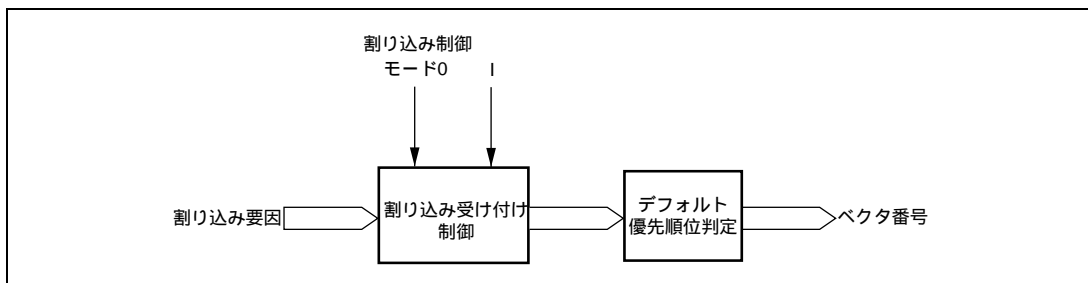 割り込み制御
モード0
I
割り込み要因
割り込み受け付け
制御
デフォルト
優先順位判定
ベクタ番号